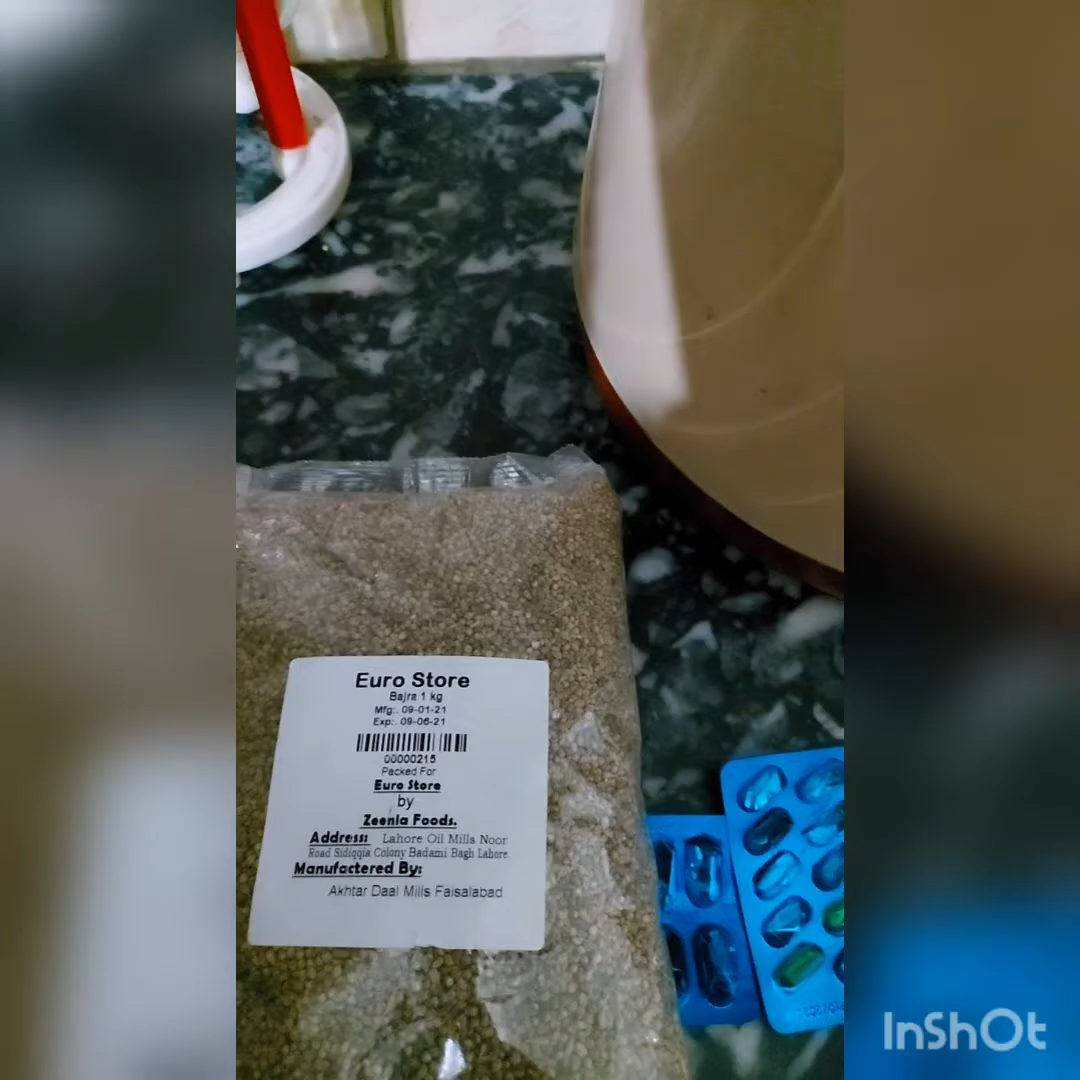 Euro Store
Bajra 1 kg
Mfg:. 09-01-21
Exp:. 09-06-21
00000215
Packed For
Euro Store
by
Zeenia Foods.
Address: Lahore Oil Mills Noor
Road Sidiqqia Colony Badami Bagh Lahore.
Manufactered By:
Akhtar Daal Mills Faisalabad
InShOt